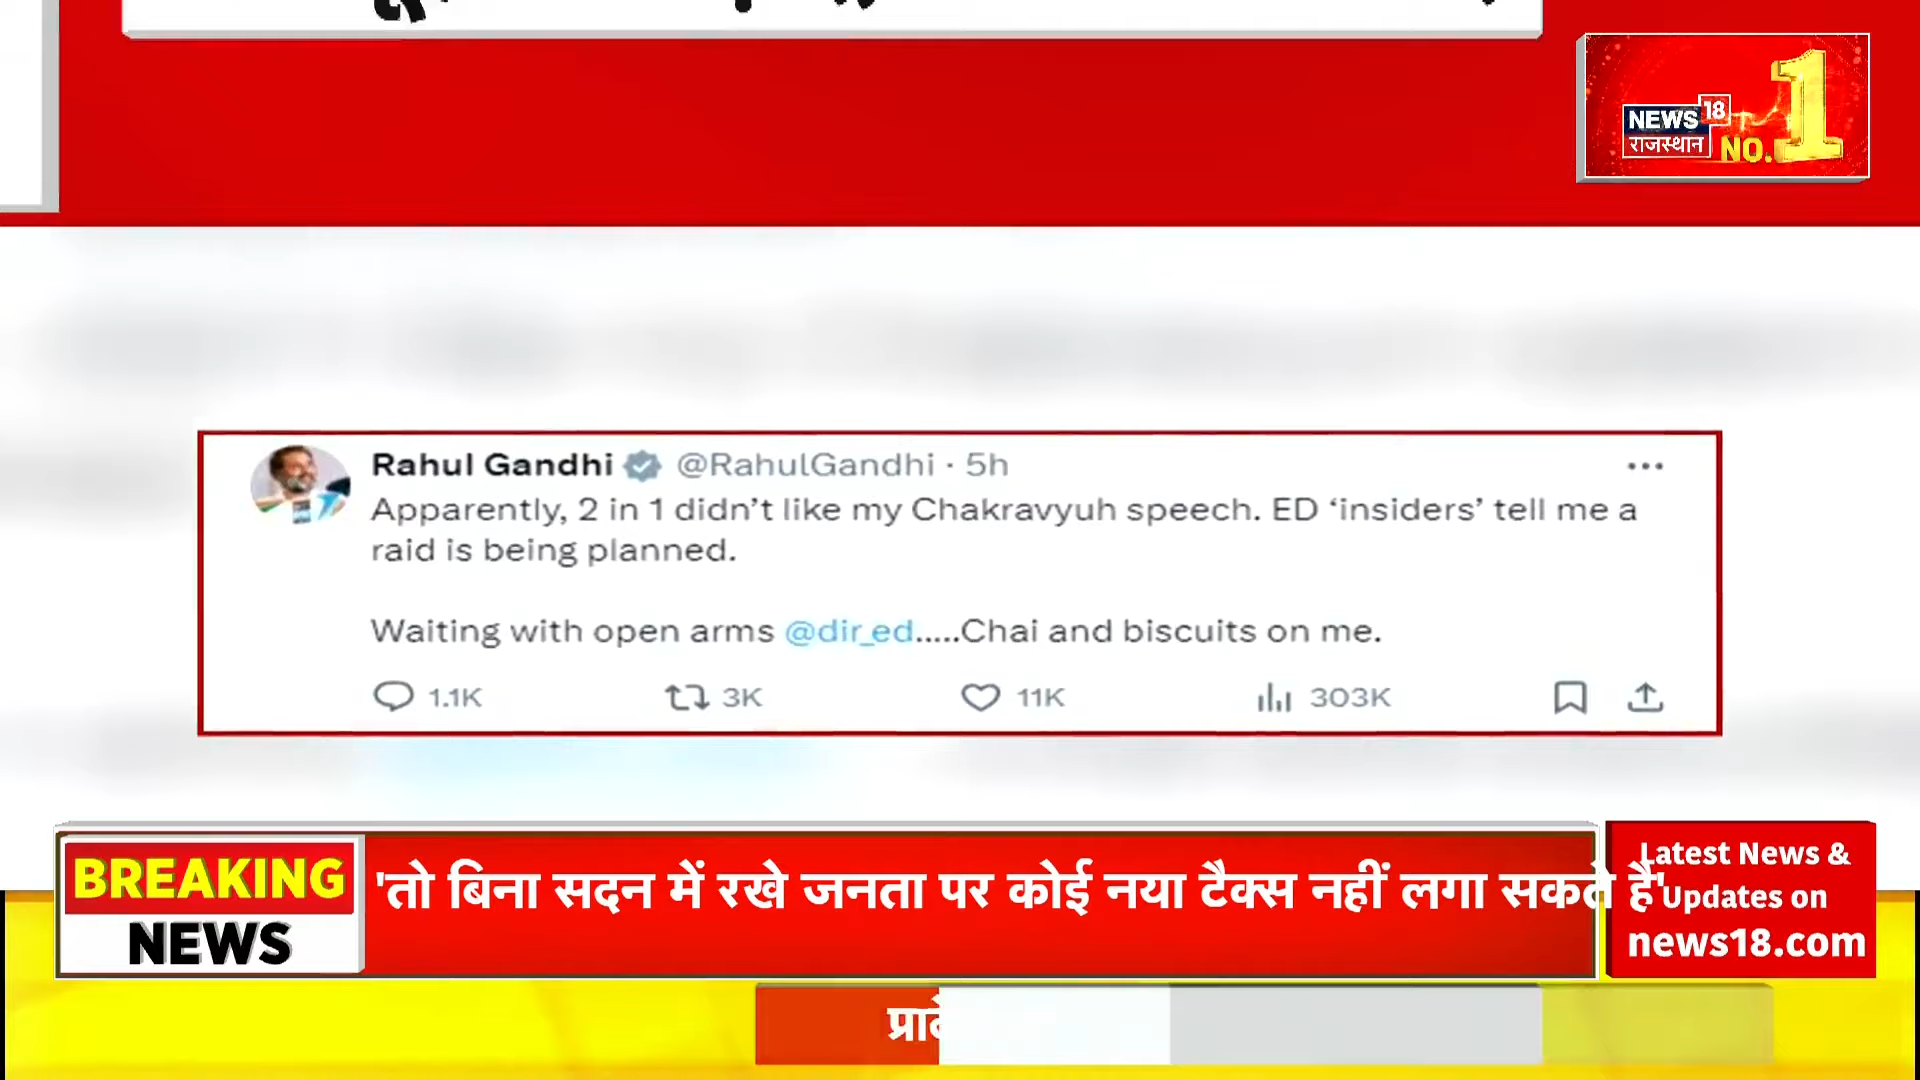 NEWS 18
राजस्थान
NO. 1
Rahul Gandhi @RahulGandhi · 5h
Apparently, 2 in 1 didn’t like my Chakravyuh speech. ED ‘insiders’ tell me a
raid is being planned.
Waiting with open arms @dir_ed.....Chai and biscuits on me.
1.1K 3K 11K 303K
BREAKING
NEWS
'तो बिना सदन में रखे जनता पर कोई नया टैक्स नहीं लगा सकते है'
Latest News &
Updates on
news18.com